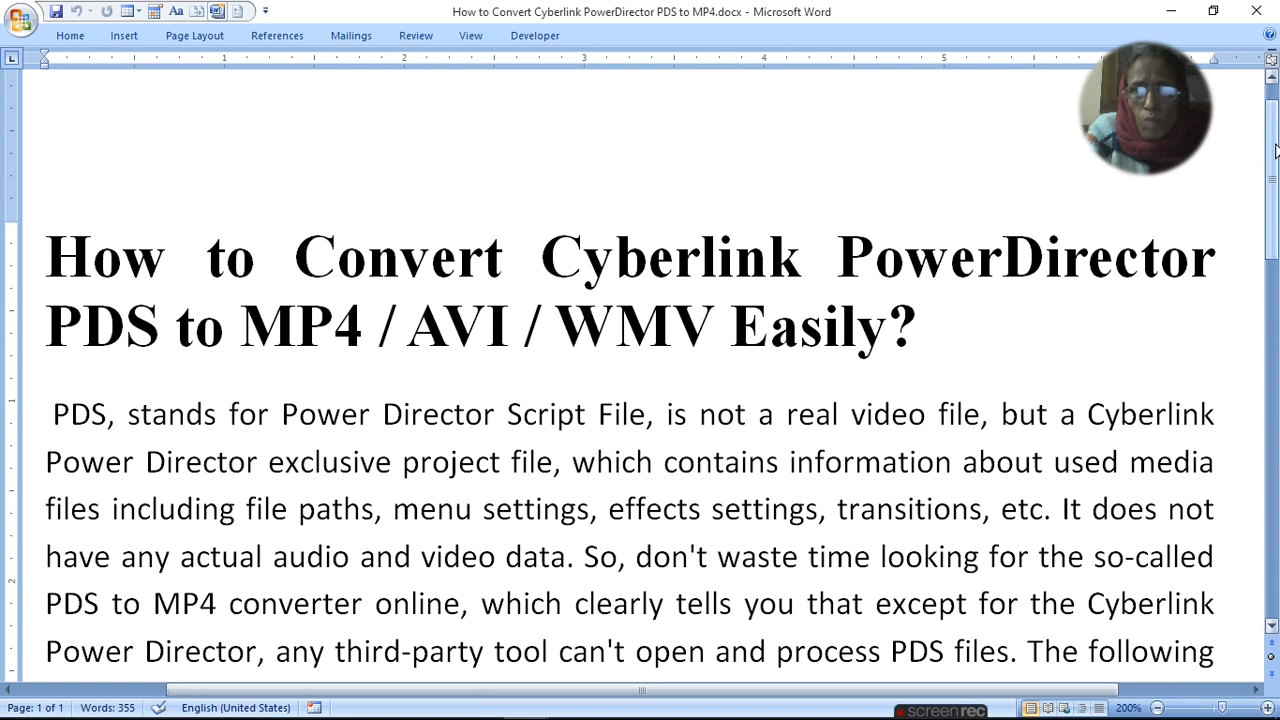 How to Convert Cyberlink PowerDirector PDS to MP4.docx - Microsoft Word
Home Insert Page Layout References Mailings Review View Developer
1 2 3 4 5
How to Convert Cyberlink PowerDirector
PDS to MP4 / AVI / WMV Easily?
PDS, stands for Power Director Script File, is not a real video file, but a Cyberlink
Power Director exclusive project file, which contains information about used media
files including file paths, menu settings, effects settings, transitions, etc. It does not
have any actual audio and video data. So, don't waste time looking for the so-called
PDS to MP4 converter online, which clearly tells you that except for the Cyberlink
Power Director, any third-party tool can't open and process PDS files. The following
Page: 1 of 1 Words: 355 English (United States) screenrec 200%